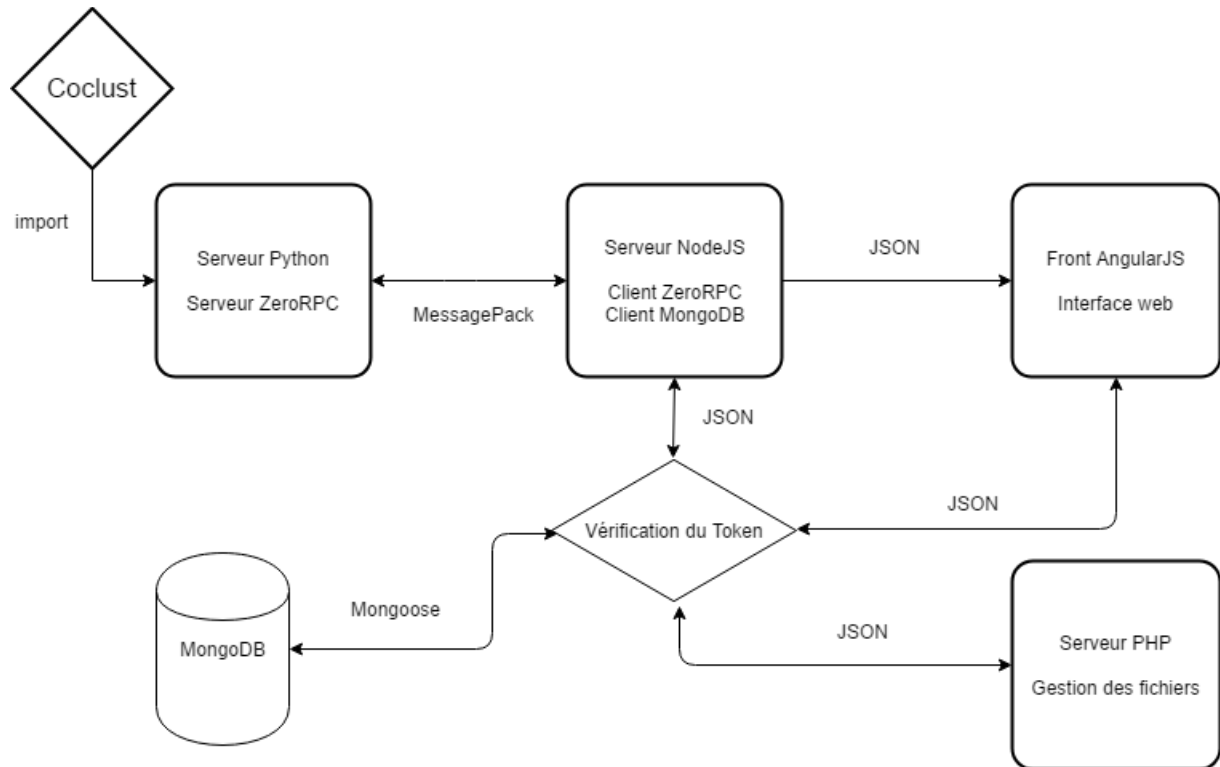 Coclust
import
Serveur Python
Serveur ZeroRPC
MessagePack
Serveur NodeJS
Client ZeroRPC
Client MongoDB
JSON
Front AngularJS
Interface web
JSON
Vérification du Token
JSON
Mongoose
MongoDB
JSON
Serveur PHP
Gestion des fichiers